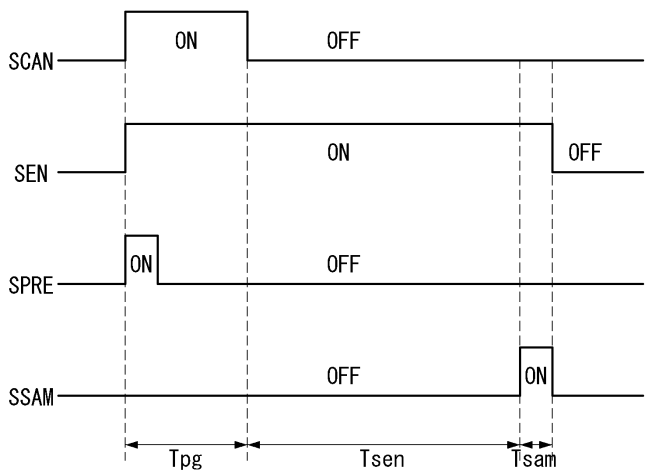 ON OFF
SCAN
ON OFF
SEN
ON OFF
SPRE
OFF ON
SSAM
Tpg Tsen Tsam